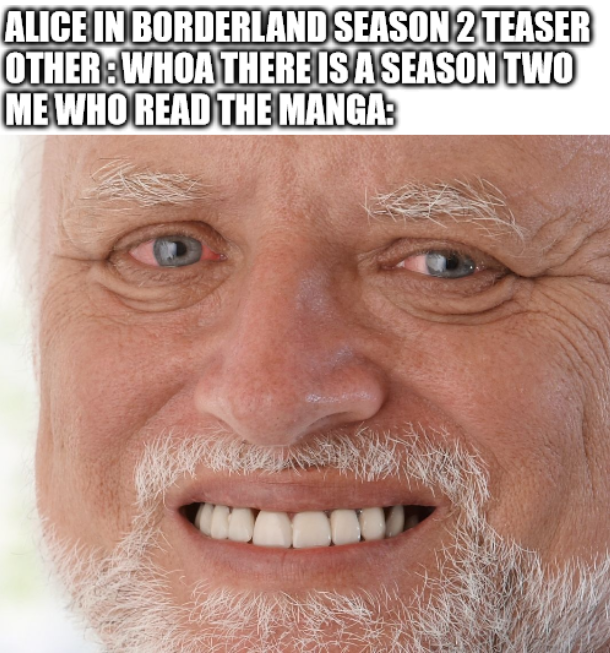 ALICE IN BORDERLAND SEASON 2 TEASER
OTHER : WHOA THERE IS A SEASON TWO
ME WHO READ THE MANGA: